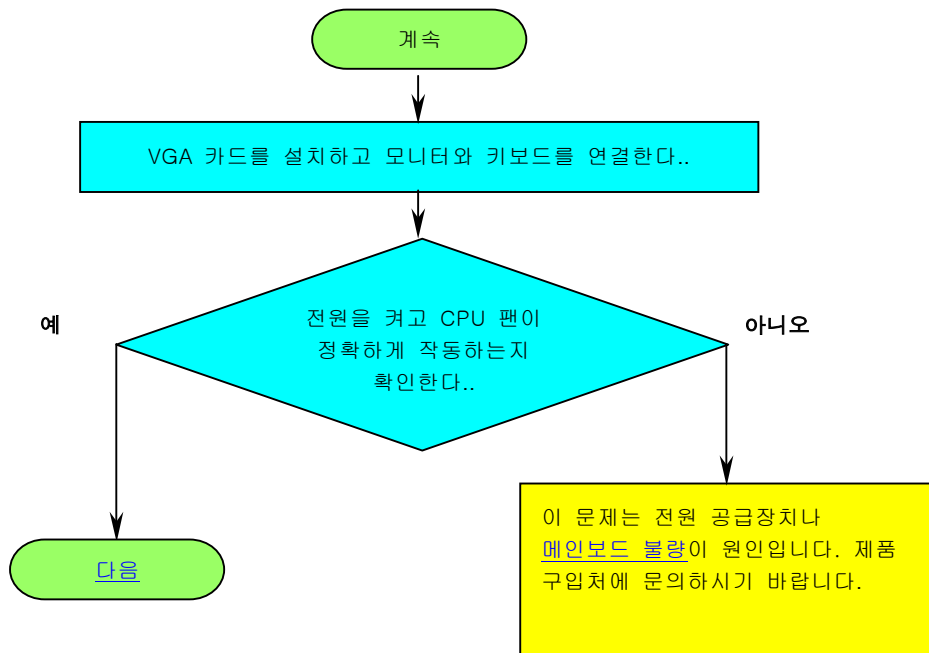 계속
VGA 카드를 설치하고 모니터와 키보드를 연결한다..
전원을 켜고 CPU 팬이
정확하게 작동하는지
확인한다..
예
아니오
다음
이 문제는 전원 공급장치나
메인보드 불량이 원인입니다. 제품
구입처에 문의하시기 바랍니다.